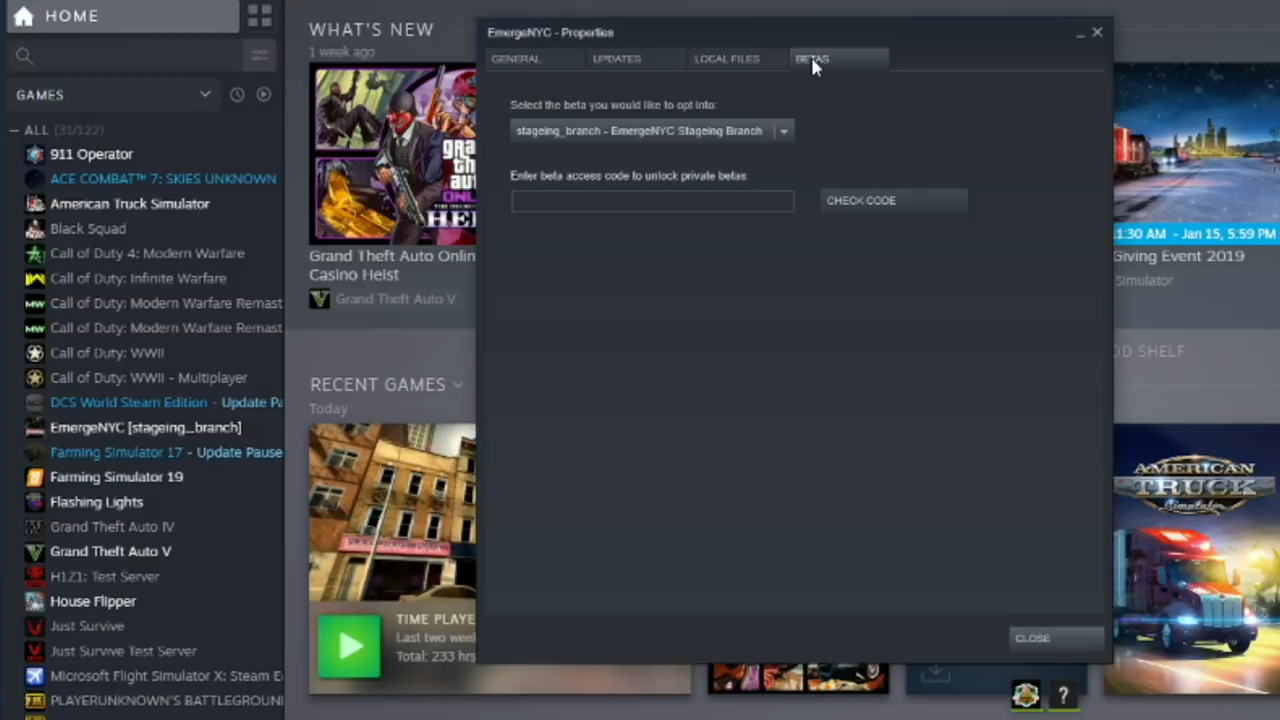 HOME
GAMES
ALL (31/122)
911 Operator
ACE COMBAT™ 7: SKIES UNKNOWN
American Truck Simulator
Black Squad
Call of Duty 4: Modern Warfare
Call of Duty: Infinite Warfare
Call of Duty: Modern Warfare Remast
Call of Duty: Modern Warfare Remast
Call of Duty: WWII
Call of Duty: WWII - Multiplayer
DCS World Steam Edition - Update Pa
EmergeNYC [stageing_branch]
Farming Simulator 17 - Update Pause
Farming Simulator 19
Flashing Lights
Grand Theft Auto IV
Grand Theft Auto V
H1Z1: Test Server
House Flipper
Just Survive
Just Survive Test Server
Microsoft Flight Simulator X: Steam E
PLAYERUNKNOWN'S BATTLEGROUN
WHAT'S NEW
1 week ago
Grand Theft Auto Onlin
Casino Heist
Grand Theft Auto V
RECENT GAMES
Today
TIME PLAYE
Last two weel
Total: 233 hrs
EmergeNYC - Properties
GENERAL
UPDATES
LOCAL FILES
BETAS
Select the beta you would like to opt into:
stageing_branch - EmergeNYC Stageing Branch
Enter beta access code to unlock private betas:
CHECK CODE
CLOSE
1:30 AM - Jan 15, 5:59 PM
Giving Event 2019
Simulator
OD SHELF
AMERICAN
TRUCK
Simulator
?